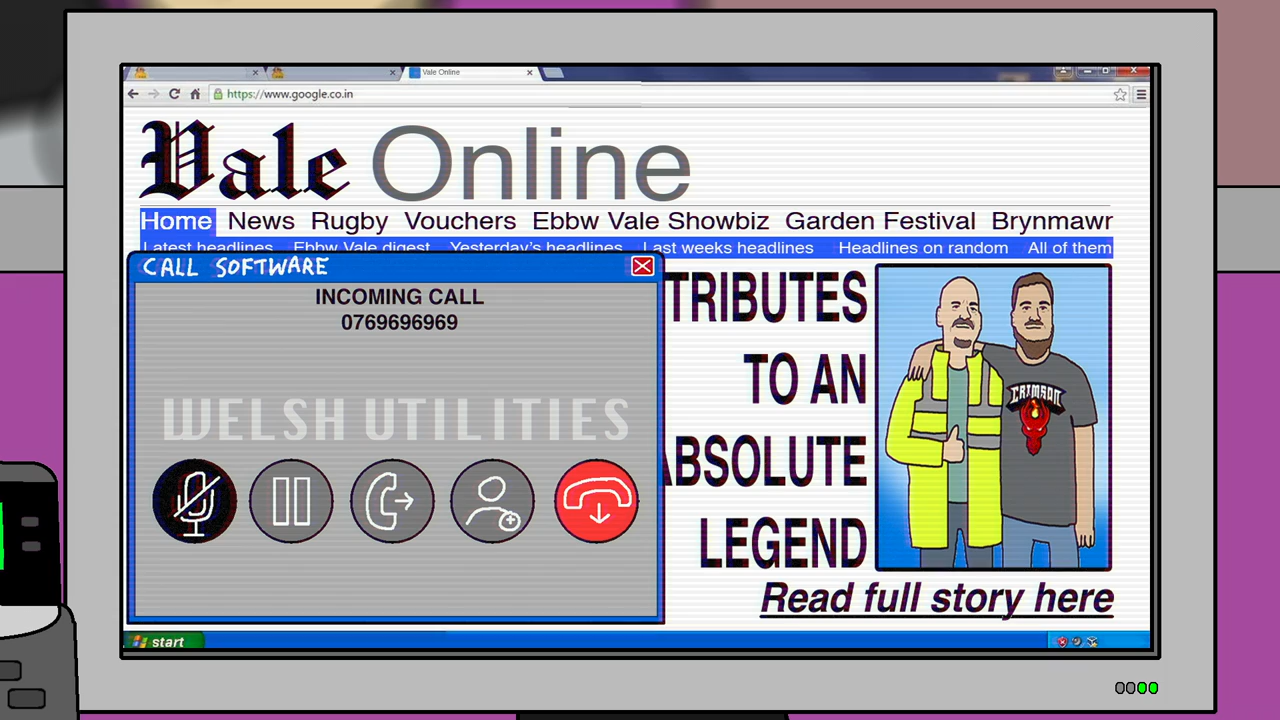 Vale Online
https://www.google.co.in
Vale Online
Home News Rugby Vouchers Ebbw Vale Showbiz Garden Festival Brynmawr
Latest headlines Ebbw Vale digest Yesterday's headlines Last weeks headlines Headlines on random All of them
CALL SOFTWARE
INCOMING CALL
0769696969
WELSH UTILITIES
TRIBUTES
TO AN
ABSOLUTE
LEGEND
CRIMSON
Read full story here
start